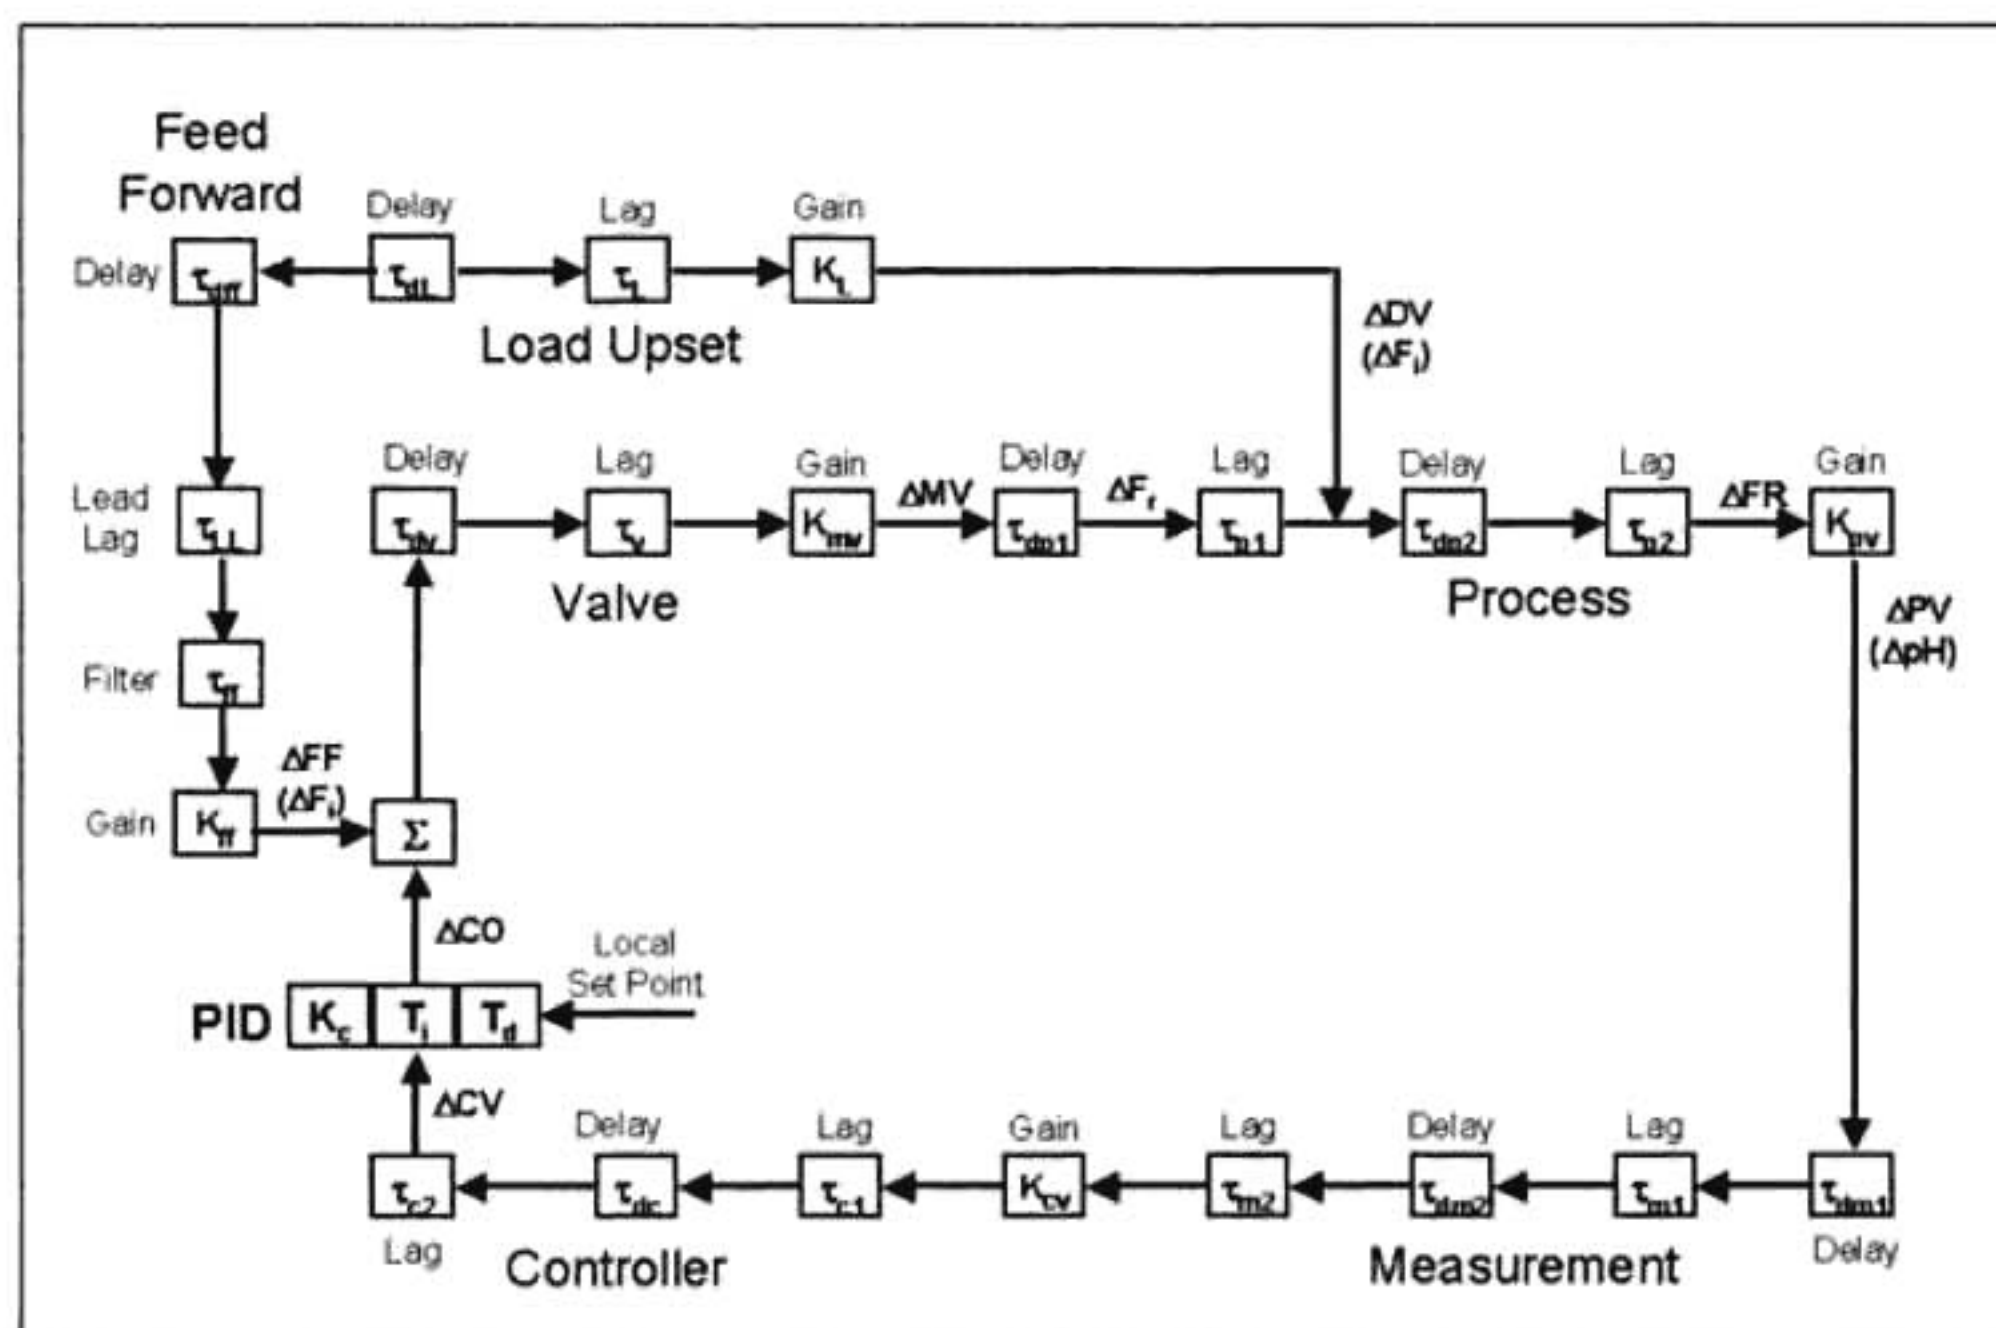 Feed
Forward
Delay
Lag
Gain
Delay
τdff
τdL
τL
KL
Load Upset
ΔDV
(ΔFi)
Delay
Lag
Gain
Delay
Lag
Delay
Lag
Gain
Lead
Lag
τLL
τdv
τv
Kmv
ΔMV
τdp1
ΔFr
τp1
τdp2
τp2
ΔFR
Kpv
Valve
Process
ΔPV
(ΔpH)
Filter
τff
ΔFF
(ΔFi)
Gain
Kff
Σ
ΔCO
Local
Set Point
PID
Kc
Ti
Td
ΔCV
Delay
Lag
Gain
Lag
Delay
Lag
τc2
τdc
τc1
Kcv
τm2
τdm2
τm1
τdm1
Lag
Controller
Measurement
Delay